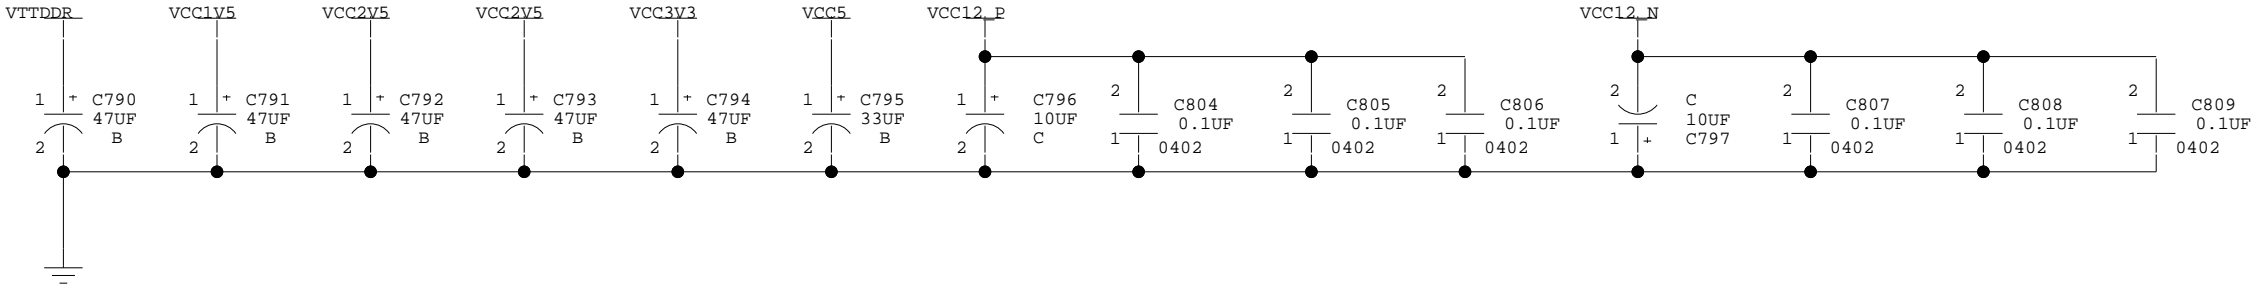 VTTDDR VCC1V5 VCC2V5 VCC2V5 VCC3V3 VCC5 VCC12_P VCC12_N
1 + C790
47UF
B
2
1 + C791
47UF
B
2
1 + C792
47UF
B
2
1 + C793
47UF
B
2
1 + C794
47UF
B
2
1 + C795
33UF
B
2
1 + C796
10UF
C
2
2
C804
0.1UF
1
0402
2
C805
0.1UF
1
0402
2
C806
0.1UF
1
0402
2
C
10UF
1 + C797
2
C807
0.1UF
1
0402
2
C808
0.1UF
1
0402
2
C809
0.1UF
1
0402